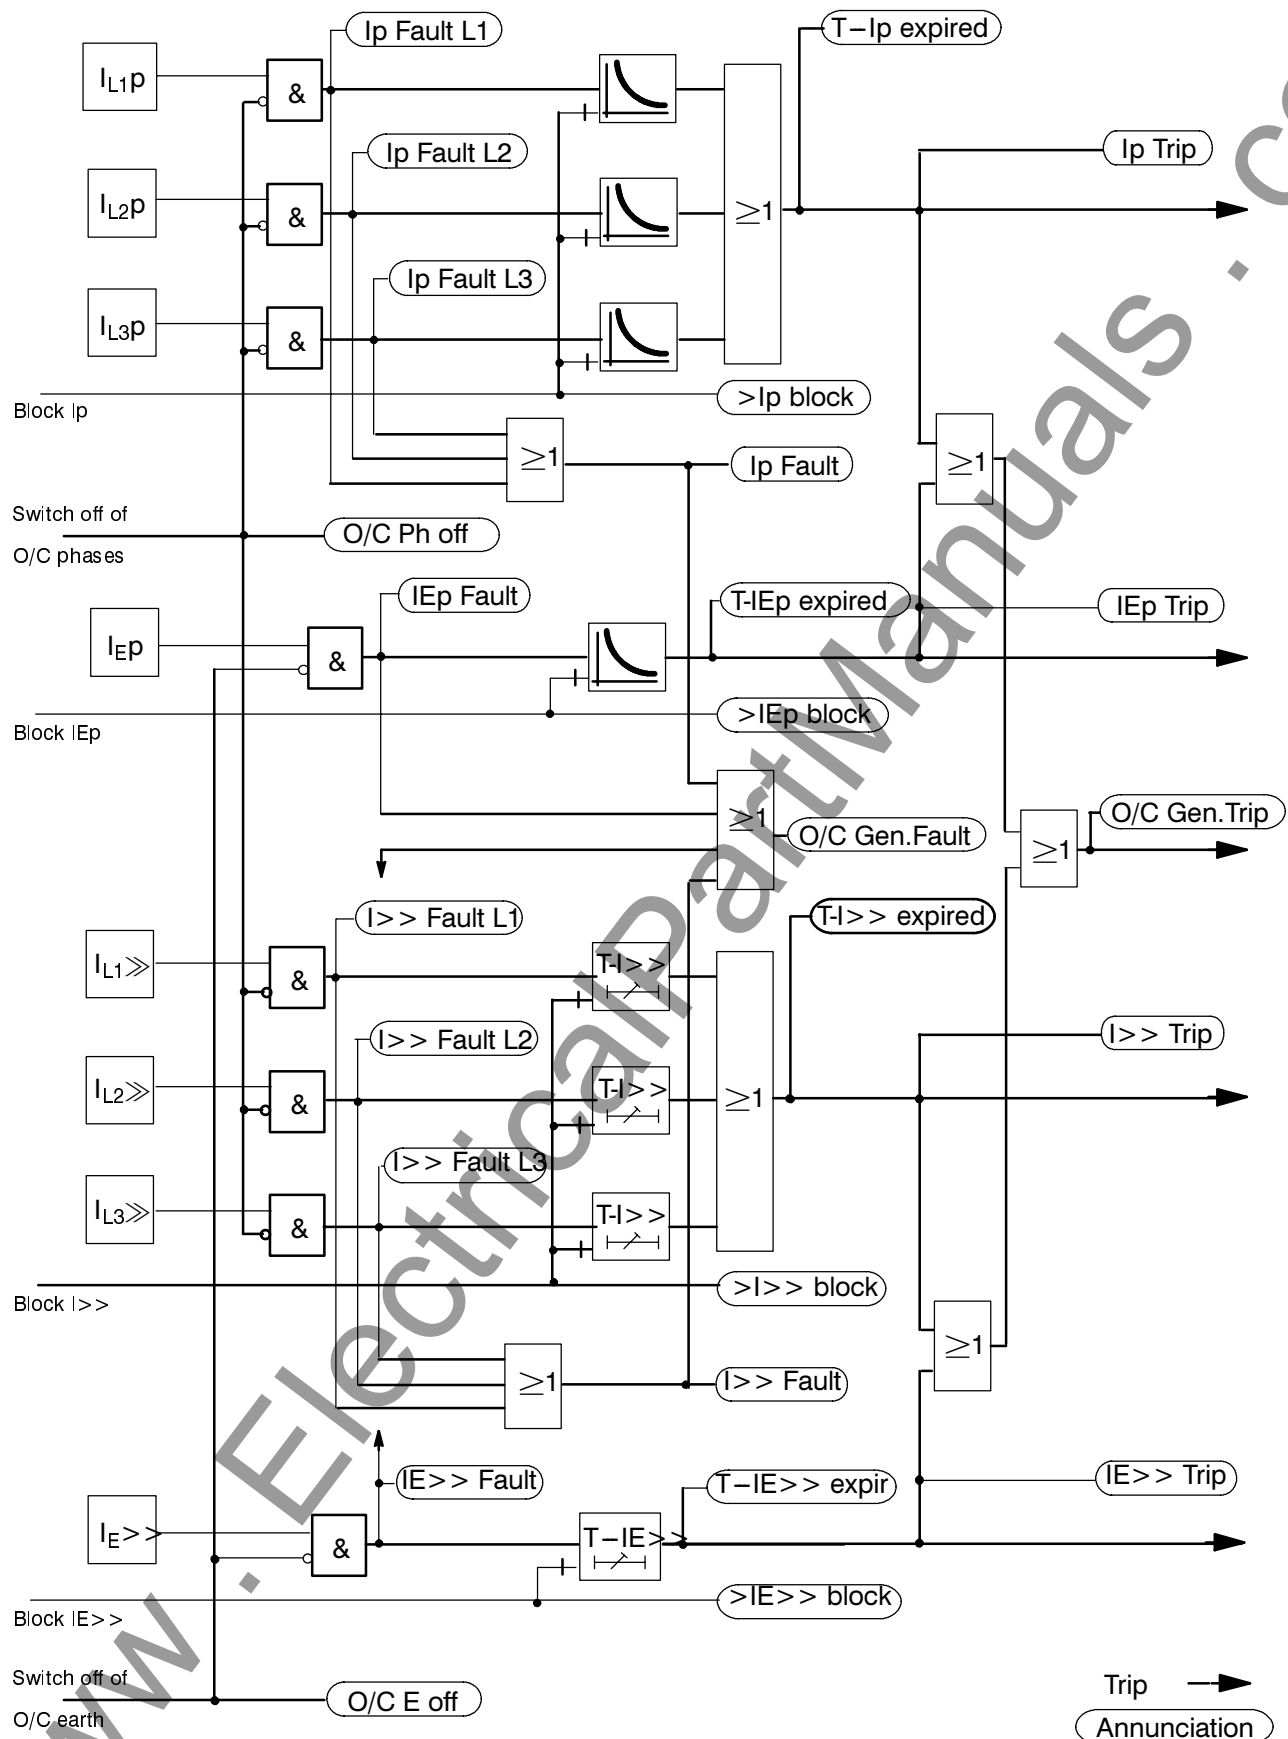 Ip Fault L1
T–Ip expired
IL1p
&
Ip Fault L2
Ip Trip
IL2p
&
≥1
Ip Fault L3
IL3p
&
Block Ip
>Ip block
≥1
Ip Fault
≥1
Switch off of
O/C phases
O/C Ph off
IEp Fault
T-IEp expired
IEp Trip
IEp
&
Block IEp
>IEp block
≥1
O/C Gen.Fault
O/C Gen.Trip
≥1
I>> Fault L1
T-I>> expired
IL1≫
&
T-I>>
I>> Fault L2
I>> Trip
IL2≫
&
T-I>>
≥1
I>> Fault L3
IL3≫
&
T-I>>
Block I>>
>I>> block
≥1
≥1
I>> Fault
IE>> Fault
T–IE>> expir
IE>> Trip
IE>>
&
T–IE>>
Block IE>>
>IE>> block
Switch off of
O/C earth
O/C E off
Trip
Annunciation
www.ElectricalPartManuals.co